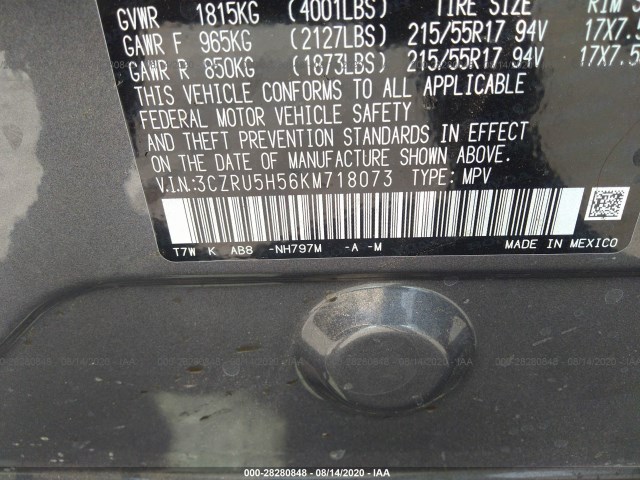 GVWR 1815KG (4001LBS) TIRE SIZE RIM S
GAWR F 965KG (2127LBS) 215/55R17 94V 17X7.5
GAWR R 850KG (1873LBS) 215/55R17 94V 17X7.5
THIS VEHICLE CONFORMS TO ALL APPLICABLE
FEDERAL MOTOR VEHICLE SAFETY
AND THEFT PREVENTION STANDARDS IN EFFECT
ON THE DATE OF MANUFACTURE SHOWN ABOVE.
V.I.N:3CZRU5H56KM718073 TYPE: MPV
T7W K AB8 -NH797M -A -M MADE IN MEXICO
000-28280848 - 08/14/2020 - IAA